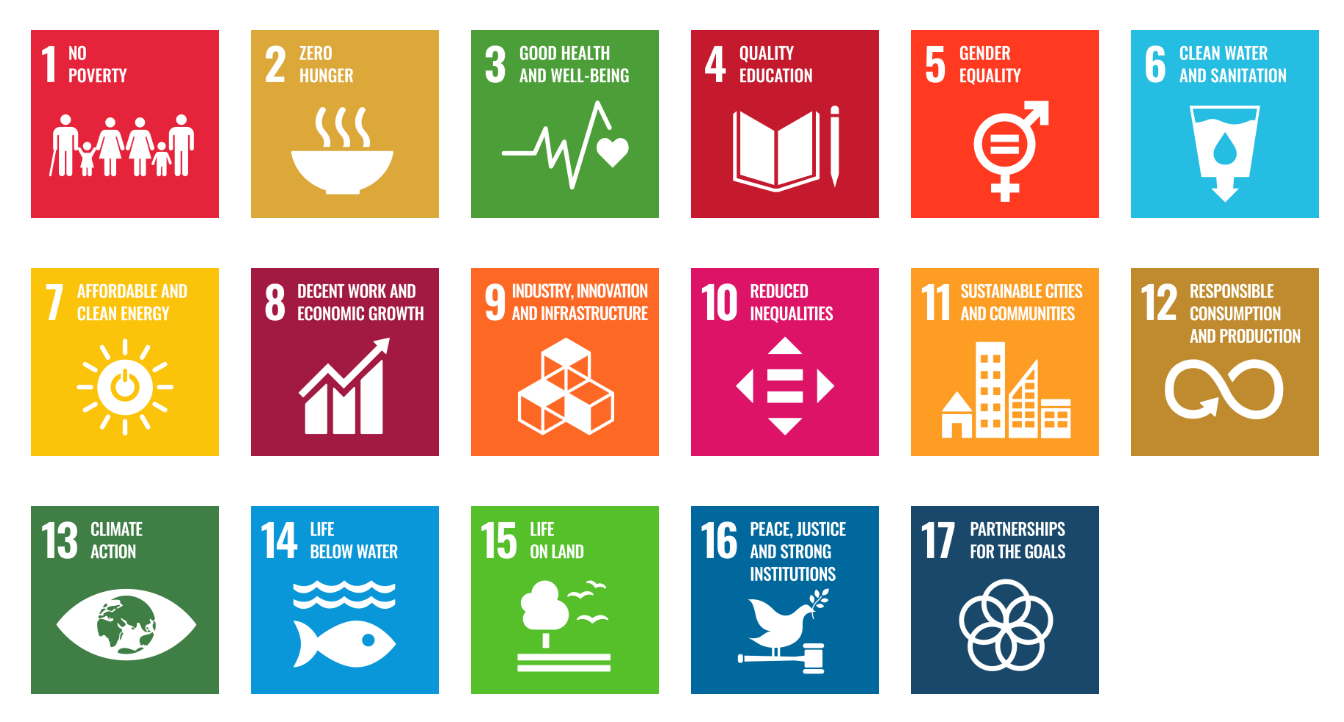 1 NO
POVERTY
2 ZERO
HUNGER
3 GOOD HEALTH
AND WELL-BEING
4 QUALITY
EDUCATION
5 GENDER
EQUALITY
6 CLEAN WATER
AND SANITATION
7 AFFORDABLE AND
CLEAN ENERGY
8 DECENT WORK AND
ECONOMIC GROWTH
9 INDUSTRY, INNOVATION
AND INFRASTRUCTURE
10 REDUCED
INEQUALITIES
11 SUSTAINABLE CITIES
AND COMMUNITIES
12 RESPONSIBLE
CONSUMPTION
AND PRODUCTION
13 CLIMATE
ACTION
14 LIFE
BELOW WATER
15 LIFE
ON LAND
16 PEACE, JUSTICE
AND STRONG
INSTITUTIONS
17 PARTNERSHIPS
FOR THE GOALS